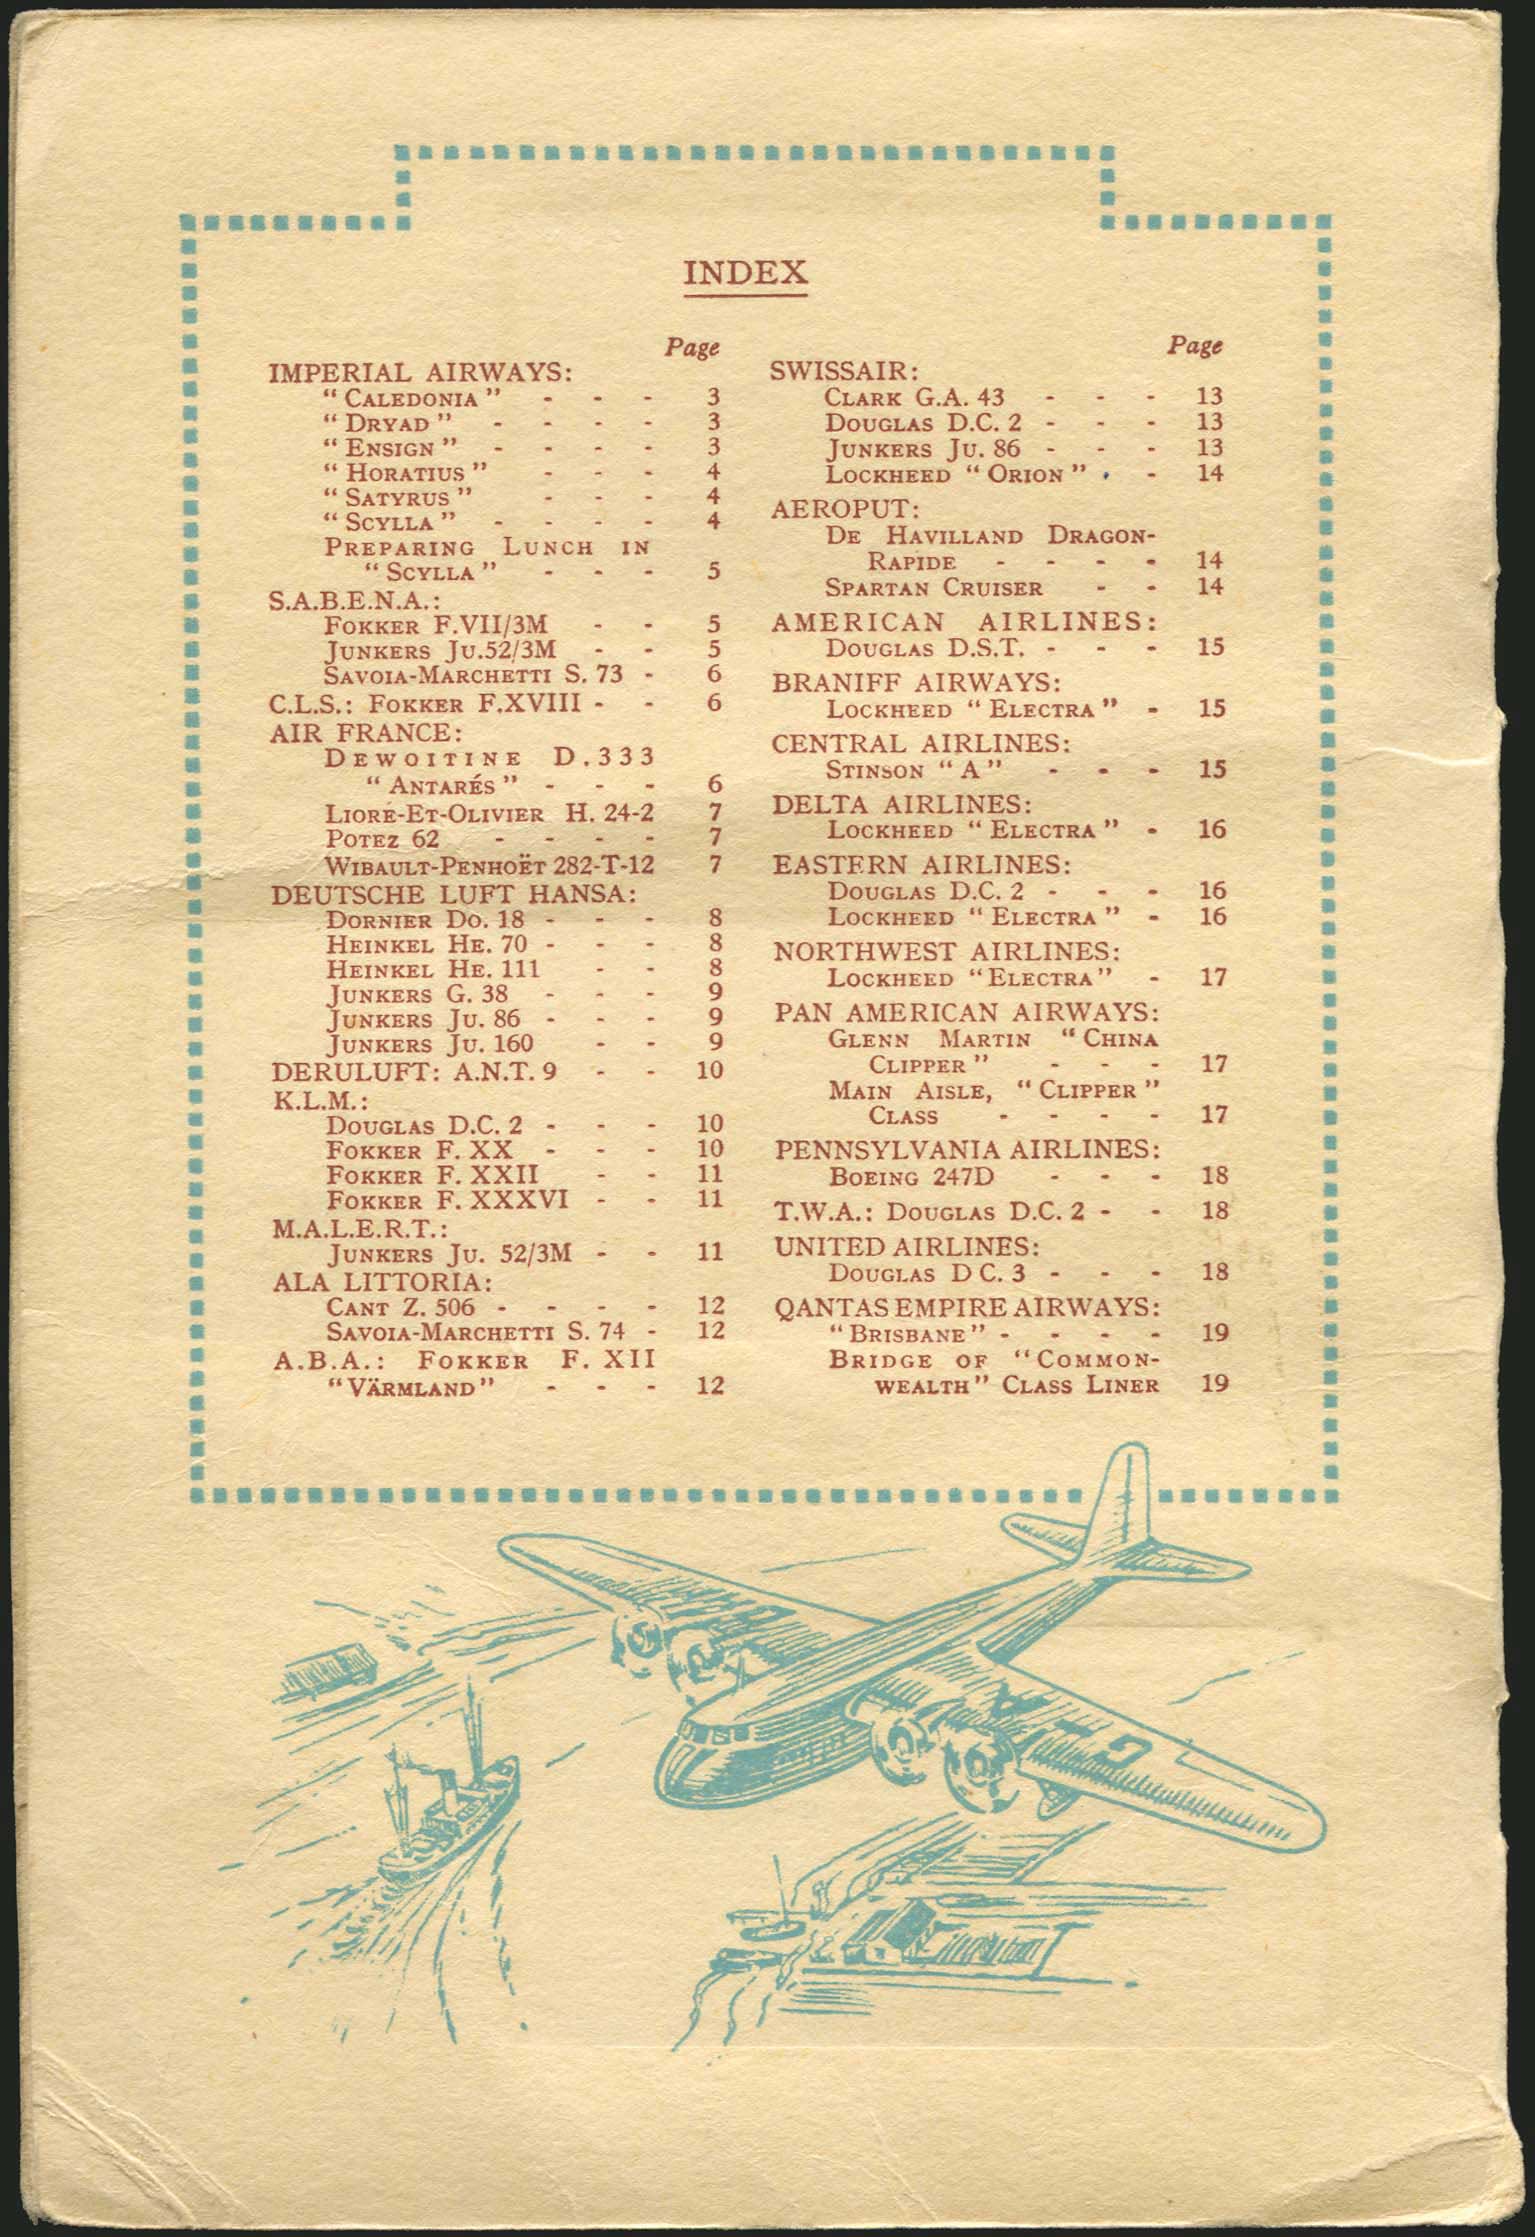 INDEX
Page
IMPERIAL AIRWAYS:
"CALEDONIA" - - - 3
"DRYAD" - - - - 3
"ENSIGN" - - - - 3
"HORATIUS" - - - 4
"SATYRUS" - - - 4
"SCYLLA" - - - - 4
PREPARING LUNCH IN
"SCYLLA" - - - 5
S.A.B.E.N.A.:
FOKKER F.VII/3M - - 5
JUNKERS JU.52/3M - - 5
SAVOIA-MARCHETTI S. 73 - 6
C.L.S.: FOKKER F.XVIII - - 6
AIR FRANCE:
DEWOITINE D.333
"ANTARÉS" - - - 6
LIORÉ-ET-OLIVIER H. 24-2 7
POTEZ 62 - - - - 7
WIBAULT-PENHOËT 282-T-12 7
DEUTSCHE LUFT HANSA:
DORNIER DO. 18 - - - 8
HEINKEL HE. 70 - - - 8
HEINKEL HE. 111 - - 8
JUNKERS G. 38 - - - 9
JUNKERS JU. 86 - - - 9
JUNKERS JU. 160 - - 9
DERULUFT: A.N.T. 9 - - 10
K.L.M.:
DOUGLAS D.C. 2 - - - 10
FOKKER F. XX - - - 10
FOKKER F. XXII - - 11
FOKKER F. XXXVI - - 11
M.A.L.E.R.T.:
JUNKERS JU. 52/3M - - 11
ALA LITTORIA:
CANT Z. 506 - - - - 12
SAVOIA-MARCHETTI S. 74 - 12
A.B.A.: FOKKER F. XII
"VÄRMLAND" - - - 12
Page
SWISSAIR:
CLARK G.A. 43 - - - 13
DOUGLAS D.C. 2 - - - 13
JUNKERS JU. 86 - - - 13
LOCKHEED "ORION" - - 14
AEROPUT:
DE HAVILLAND DRAGON-
RAPIDE - - - - 14
SPARTAN CRUISER - - 14
AMERICAN AIRLINES:
DOUGLAS D.S.T. - - - 15
BRANIFF AIRWAYS:
LOCKHEED "ELECTRA" - 15
CENTRAL AIRLINES:
STINSON "A" - - - 15
DELTA AIRLINES:
LOCKHEED "ELECTRA" - 16
EASTERN AIRLINES:
DOUGLAS D.C. 2 - - - 16
LOCKHEED "ELECTRA" - 16
NORTHWEST AIRLINES:
LOCKHEED "ELECTRA" - 17
PAN AMERICAN AIRWAYS:
GLENN MARTIN "CHINA
CLIPPER" - - - 17
MAIN AISLE, "CLIPPER"
CLASS - - - - 17
PENNSYLVANIA AIRLINES:
BOEING 247D - - - 18
T.W.A.: DOUGLAS D.C. 2 - - 18
UNITED AIRLINES:
DOUGLAS D C. 3 - - - 18
QANTAS EMPIRE AIRWAYS:
"BRISBANE" - - - - 19
BRIDGE OF "COMMON-
WEALTH" CLASS LINER 19